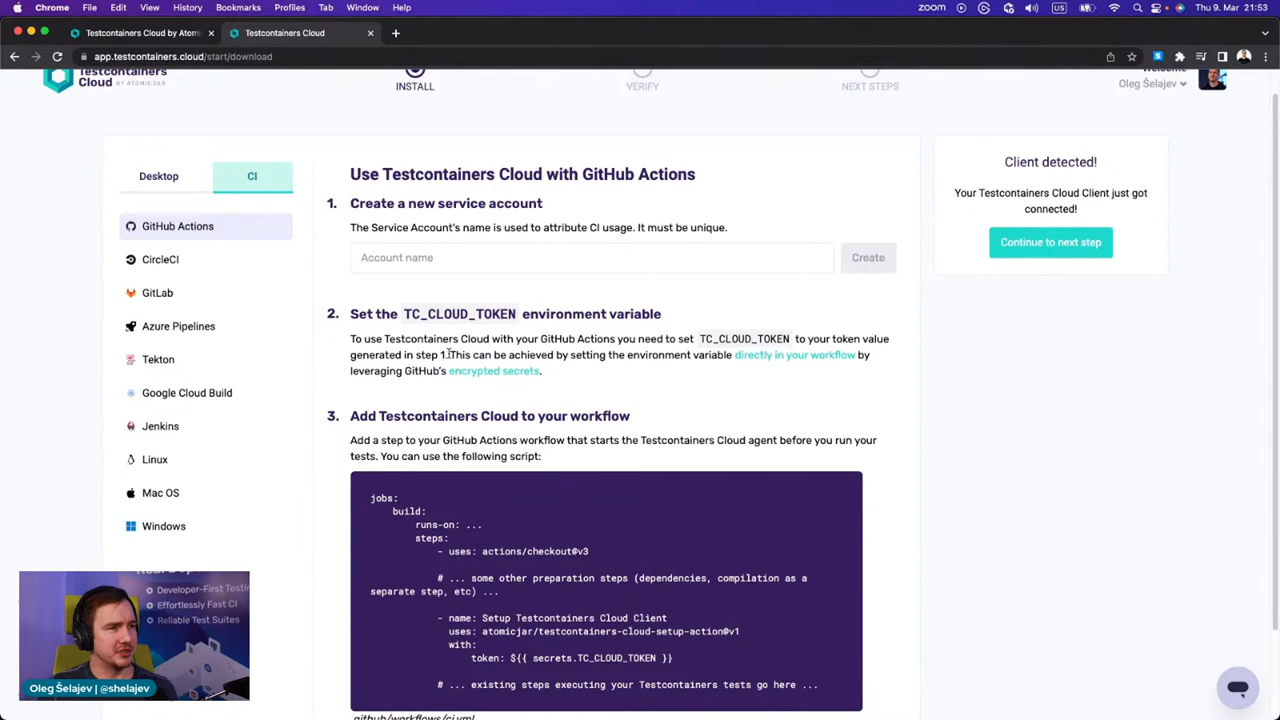 Chrome File Edit View History Bookmarks Profiles Tab Window Help
ZOOM US Thu 9. Mar 21:53
Testcontainers Cloud by Atomi
Testcontainers Cloud
app.testcontainers.cloud/start/download
Testcontainers
Cloud
BY ATOMICJAR
INSTALL
VERIFY
NEXT STEPS
Welcome
Oleg Šelajev
Desktop
CI
GitHub Actions
CircleCI
GitLab
Azure Pipelines
Tekton
Google Cloud Build
Jenkins
Linux
Mac OS
Windows
Use Testcontainers Cloud with GitHub Actions
1. Create a new service account
The Service Account's name is used to attribute CI usage. It must be unique.
Account name
Create
2. Set the TC_CLOUD_TOKEN environment variable
To use Testcontainers Cloud with your GitHub Actions you need to set TC_CLOUD_TOKEN to your token value
generated in step 1. This can be achieved by setting the environment variable directly in your workflow by
leveraging GitHub's encrypted secrets.
3. Add Testcontainers Cloud to your workflow
Add a step to your GitHub Actions workflow that starts the Testcontainers Cloud agent before you run your
tests. You can use the following script:
jobs:
build:
runs-on: ...
steps:
- uses: actions/checkout@v3
# ... some other preparation steps (dependencies, compilation as a
separate step, etc) ...
- name: Setup Testcontainers Cloud Client
uses: atomicjar/testcontainers-cloud-setup-action@v1
with:
token: ${{ secrets.TC_CLOUD_TOKEN }}
# ... existing steps executing your Testcontainers tests go here ...
.github/workflows/ci.yml
Client detected!
Your Testcontainers Cloud Client just got
connected!
Continue to next step
Developer-First Testin
Effortlessly Fast CI
Reliable Test Suites
Oleg Šelajev | @shelajev